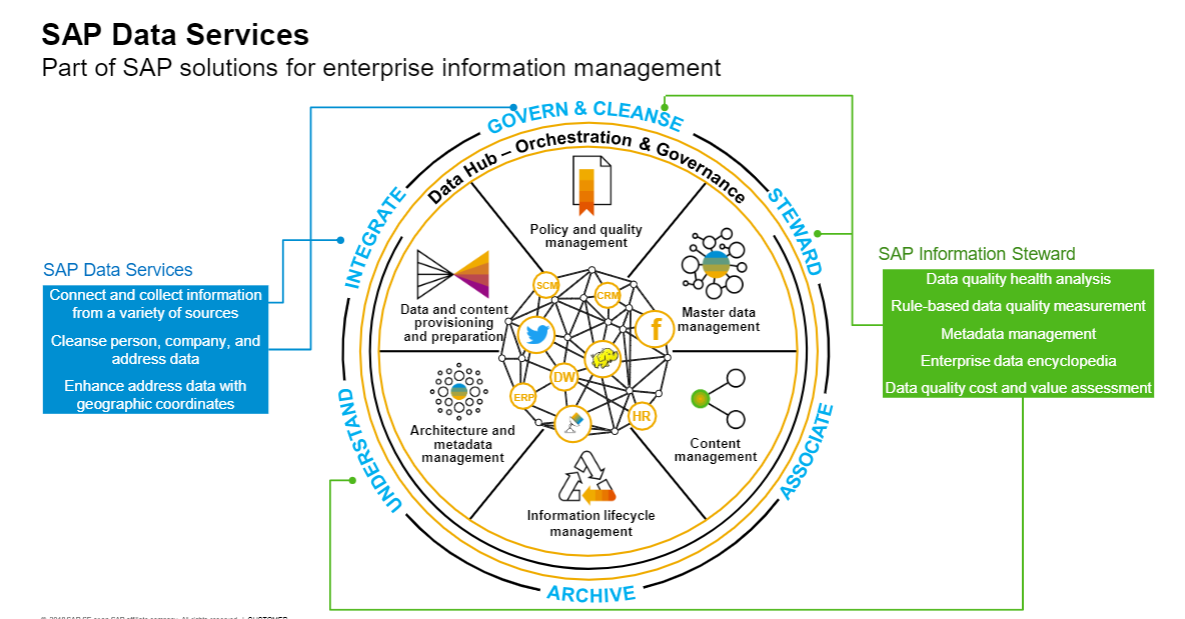 SAP Data Services
Part of SAP solutions for enterprise information management
GOVERN & CLEANSE
Data Hub – Orchestration & Governance
INTEGRATE
STEWARD
Policy and quality
management
SAP Data Services
Connect and collect information
from a variety of sources
Cleanse person, company, and
address data
Enhance address data with
geographic coordinates
Data and content
provisioning
and preparation
SCM
CRM
f
DW
ERP
HR
Master data
management
SAP Information Steward
Data quality health analysis
Rule-based data quality measurement
Metadata management
Enterprise data encyclopedia
Data quality cost and value assessment
UNDERSTAND
Architecture and
metadata
management
Content
management
ASSOCIATE
Information lifecycle
management
ARCHIVE